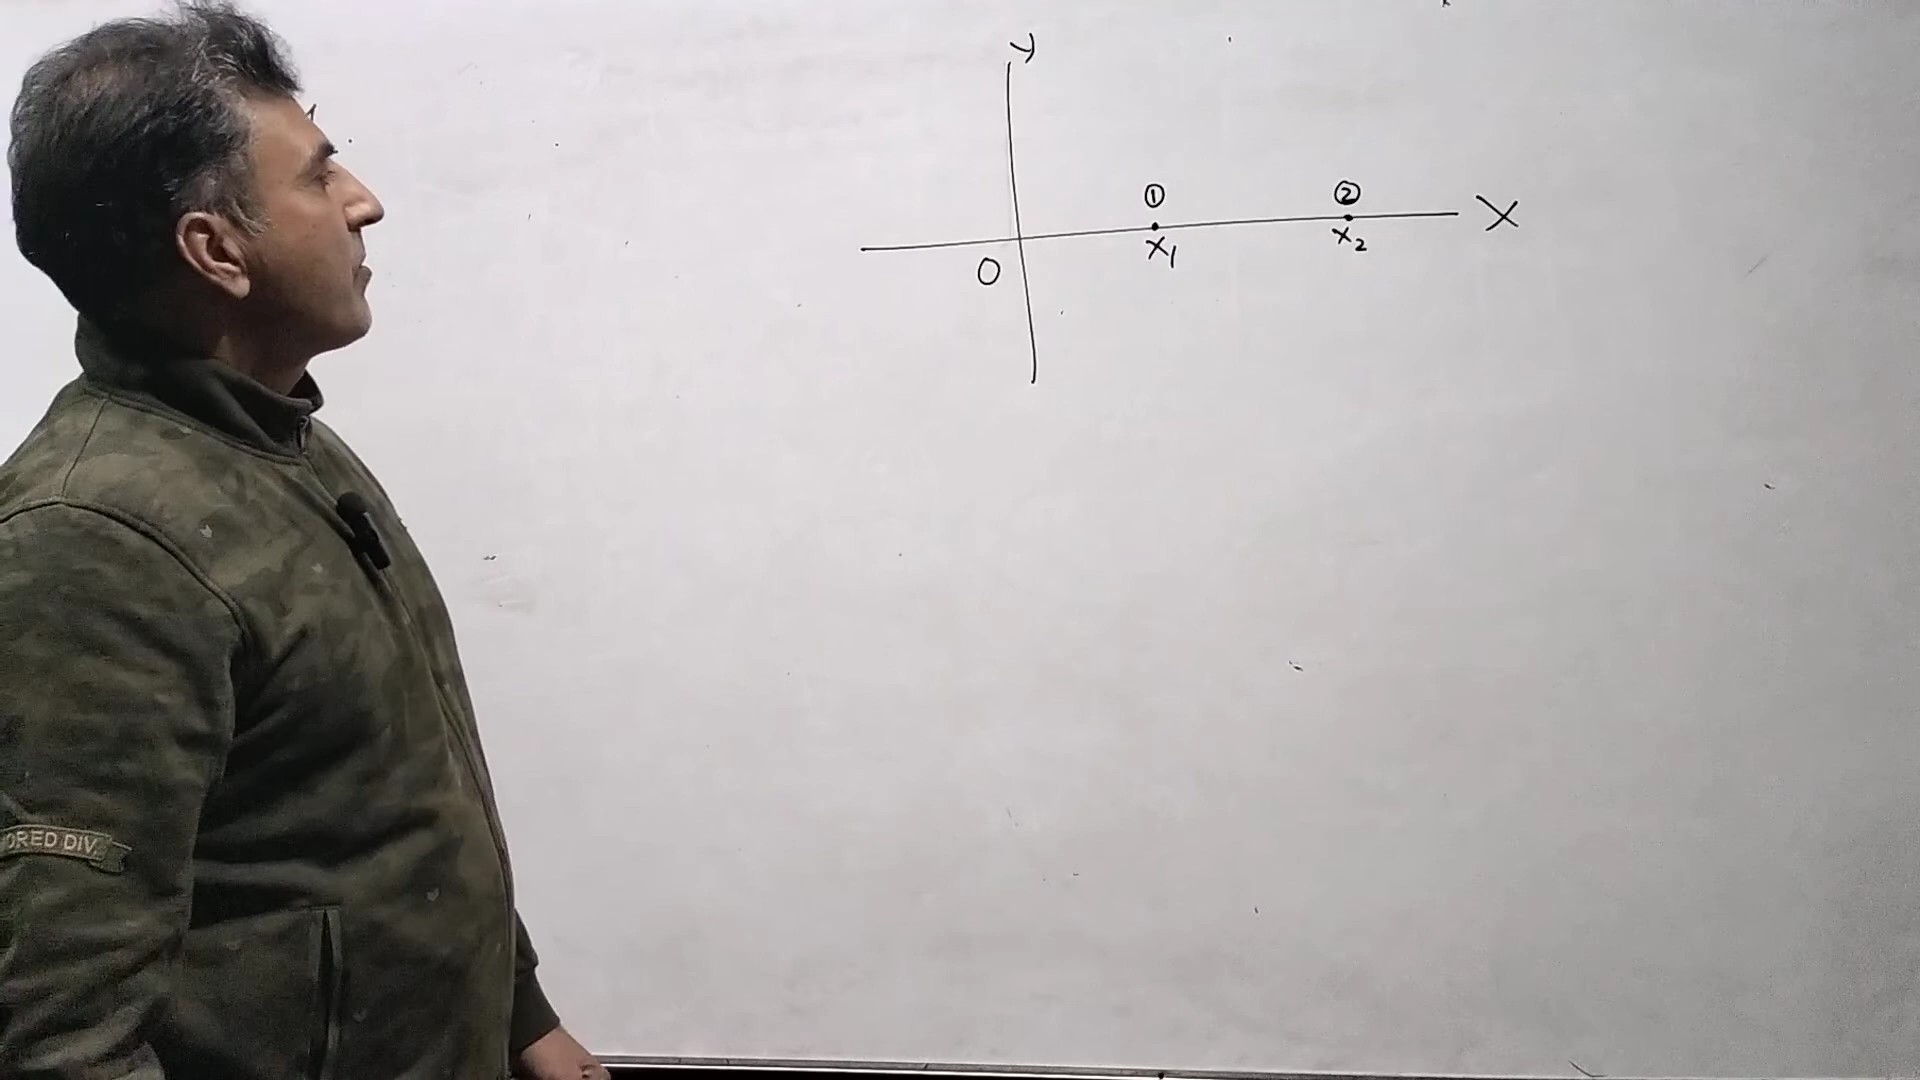 y
① ②
X
x₁ x₂
O
ORED DIV.